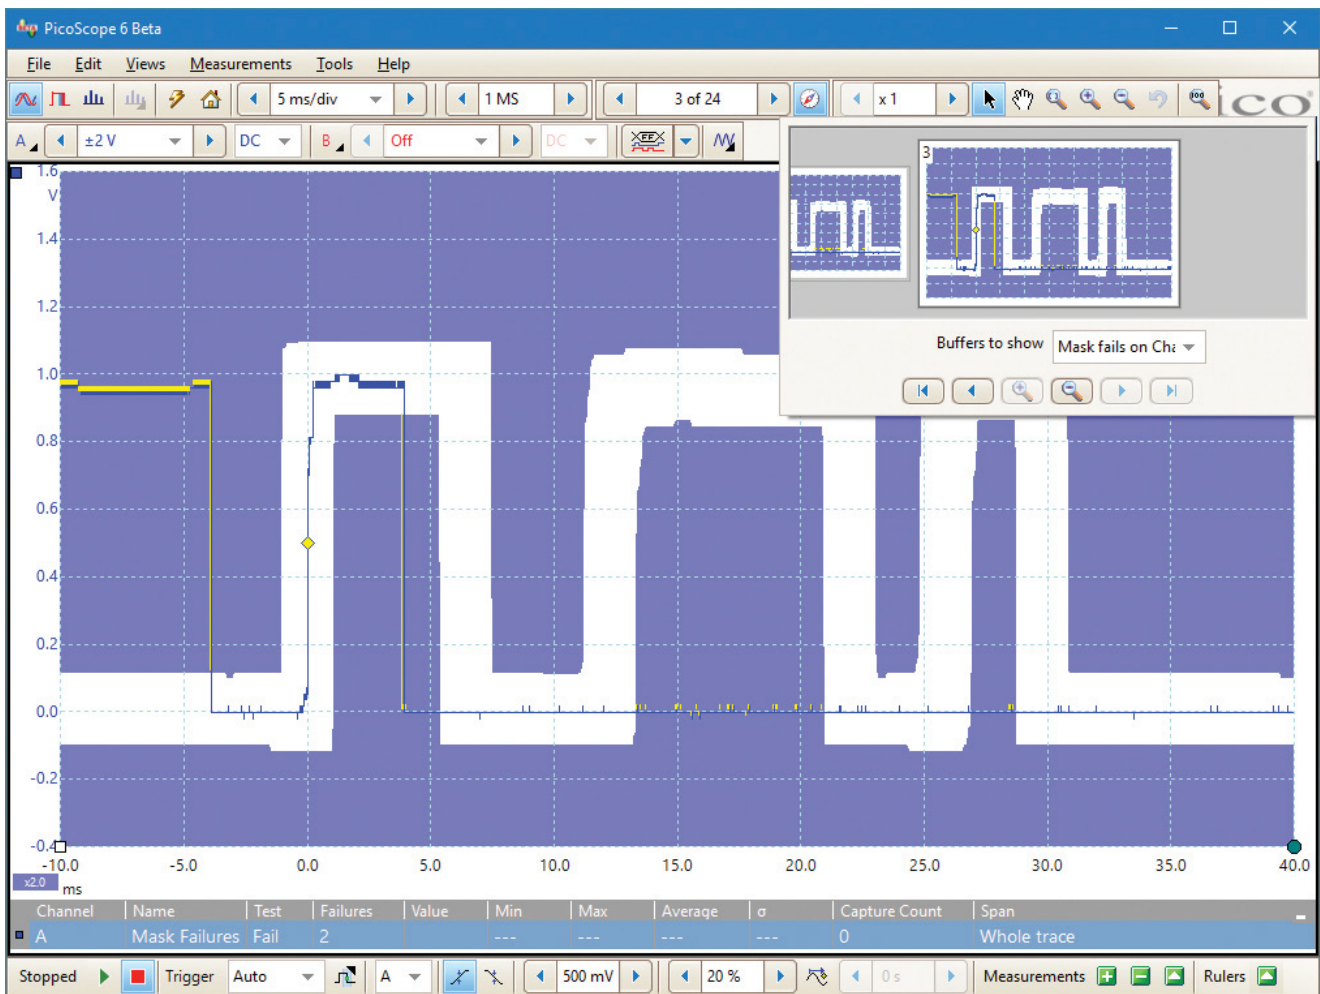 PicoScope 6 Beta
File Edit Views Measurements Tools Help
5 ms/div 1 MS 3 of 24 x 1 ico
A ±2 V DC B Off DC
3
Buffers to show Mask fails on Cha
1.6
V
1.4
1.2
1.0
0.8
0.6
0.4
0.2
0.0
-0.2
-0.4
-10.0 -5.0 0.0 5.0 10.0 15.0 20.0 25.0 30.0 35.0 40.0
x2.0 ms
Channel Name Test Failures Value Min Max Average σ Capture Count Span
A Mask Failures Fail 2 --- --- --- --- 0 Whole trace
Stopped Trigger Auto A 500 mV 20 % 0 s Measurements Rulers